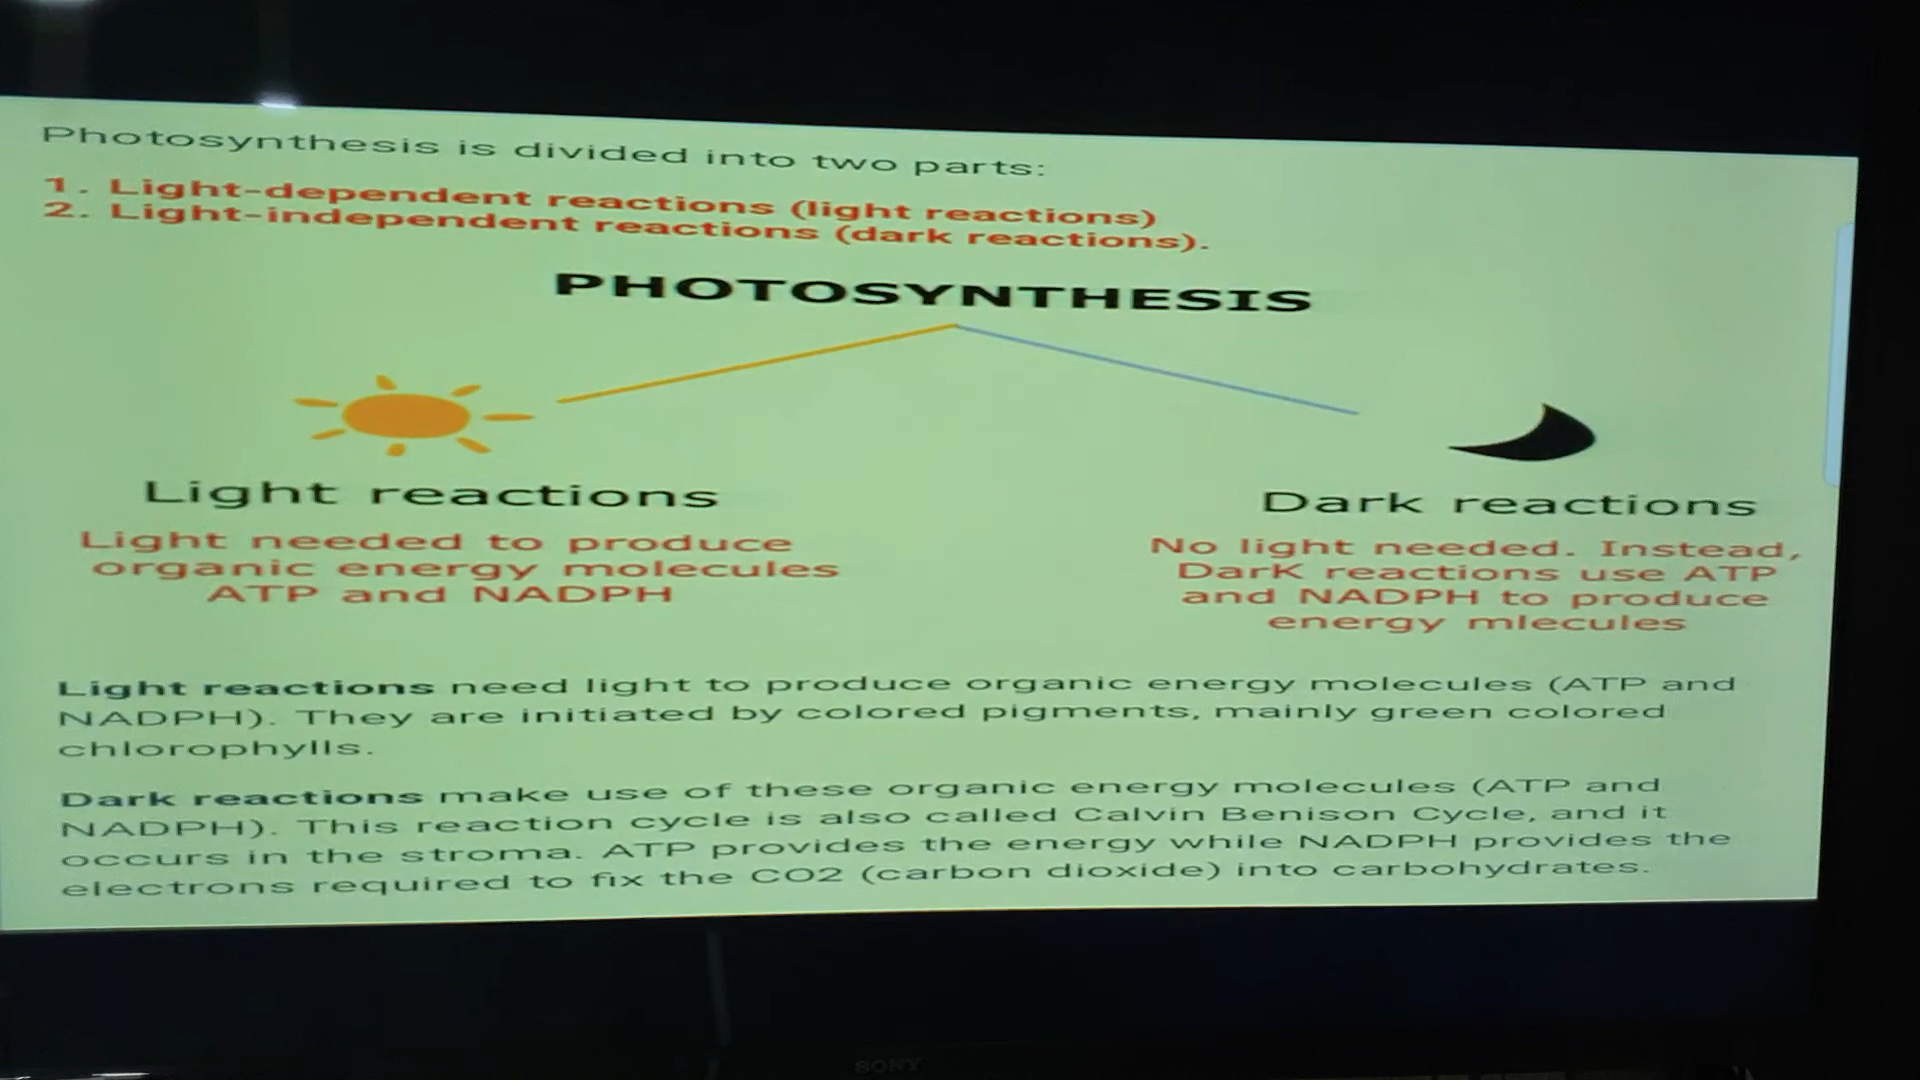 Photosynthesis is divided into two parts:
1. Light-dependent reactions (light reactions)
2. Light-independent reactions (dark reactions).
PHOTOSYNTHESIS
Light reactions
Light needed to produce
organic energy molecules
ATP and NADPH
Dark reactions
No light needed. Instead,
DarK reactions use ATP
and NADPH to produce
energy mlecules
Light reactions need light to produce organic energy molecules (ATP and
NADPH). They are initiated by colored pigments, mainly green colored
chlorophylls.
Dark reactions make use of these organic energy molecules (ATP and
NADPH). This reaction cycle is also called Calvin Benison Cycle, and it
occurs in the stroma. ATP provides the energy while NADPH provides the
electrons required to fix the CO2 (carbon dioxide) into carbohydrates.
SONY